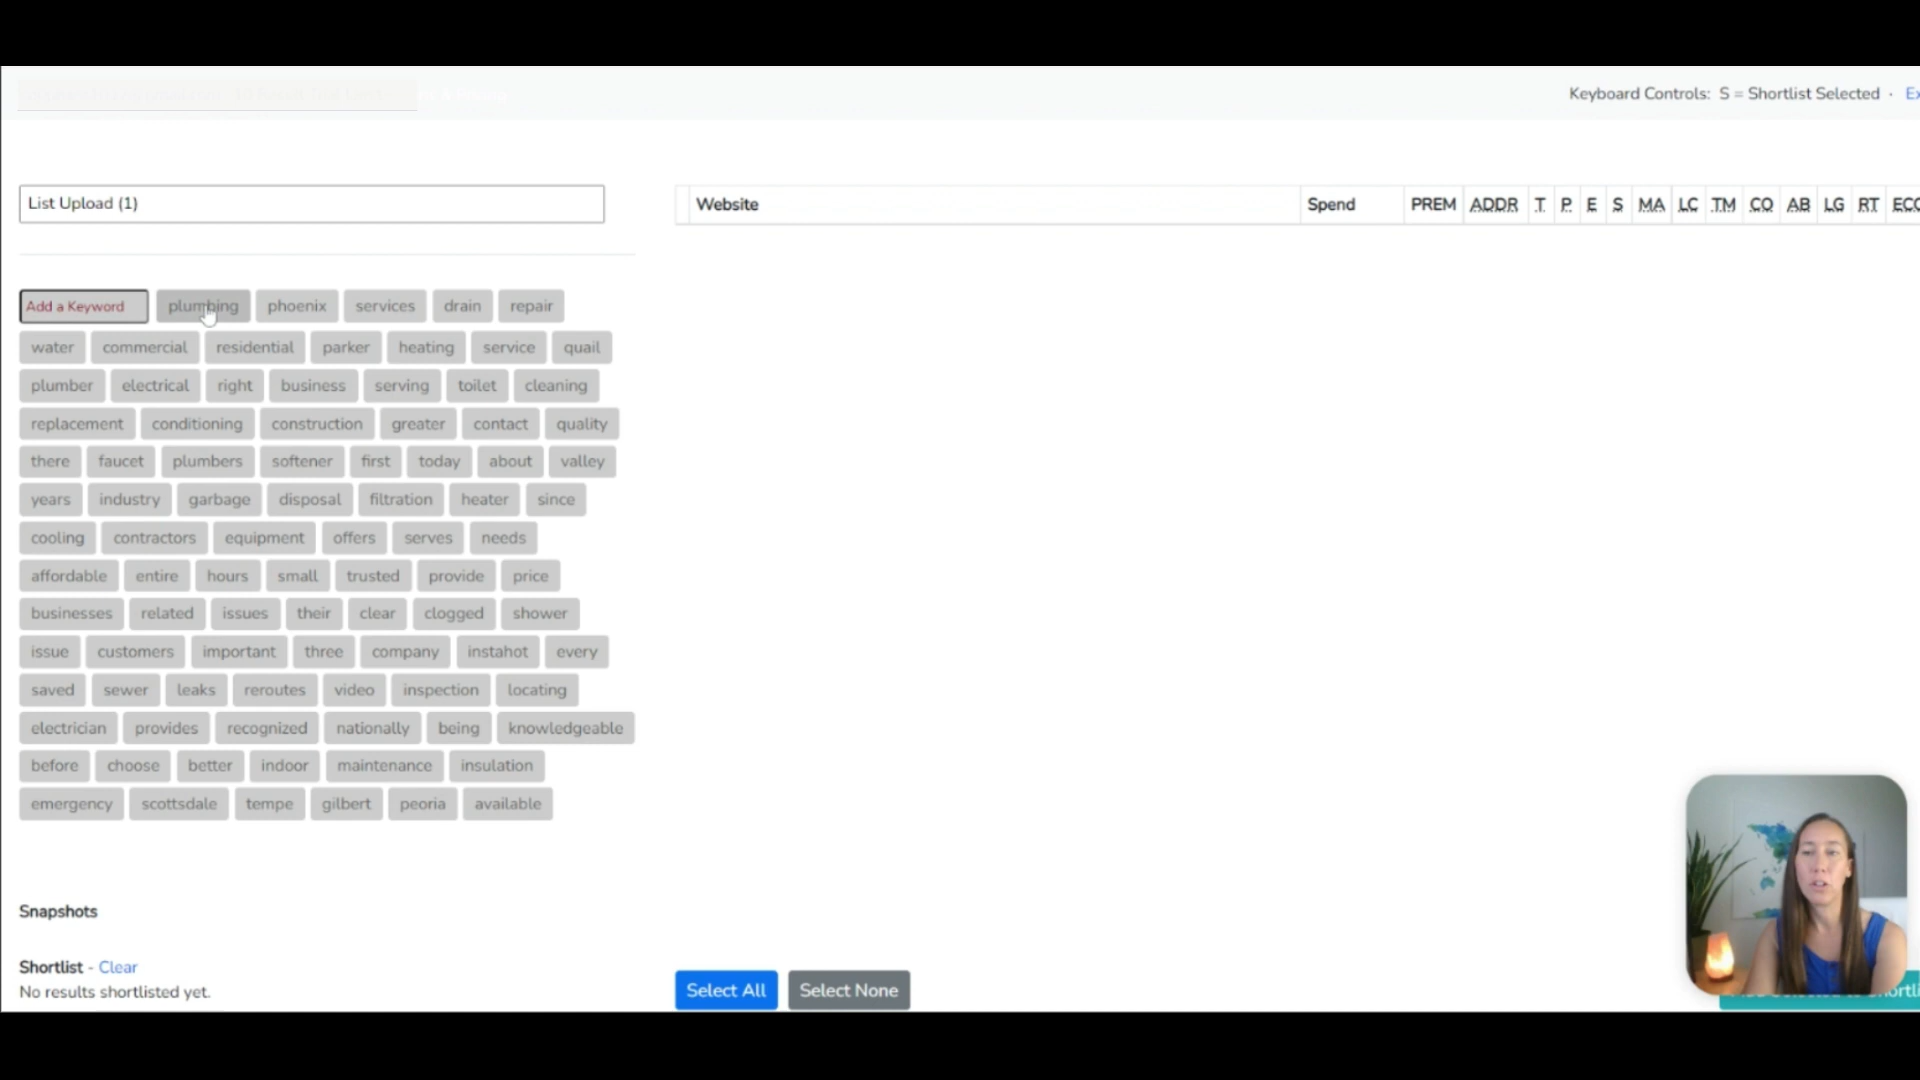 Keyboard Controls: S = Shortlist Selected ·
List Upload (1)
Website Spend PREM ADDR T P E S MA LC TM CO AB LG RT
Add a Keyword plumbing phoenix services drain repair
water commercial residential parker heating service quail
plumber electrical right business serving toilet cleaning
replacement conditioning construction greater contact quality
there faucet plumbers softener first today about valley
years industry garbage disposal filtration heater since
cooling contractors equipment offers serves needs
affordable entire hours small trusted provide price
businesses related issues their clear clogged shower
issue customers important three company instahot every
saved sewer leaks reroutes video inspection locating
electrician provides recognized nationally being knowledgeable
before choose better indoor maintenance insulation
emergency scottsdale tempe gilbert peoria available
Snapshots
Shortlist - Clear
No results shortlisted yet.
Select All Select None